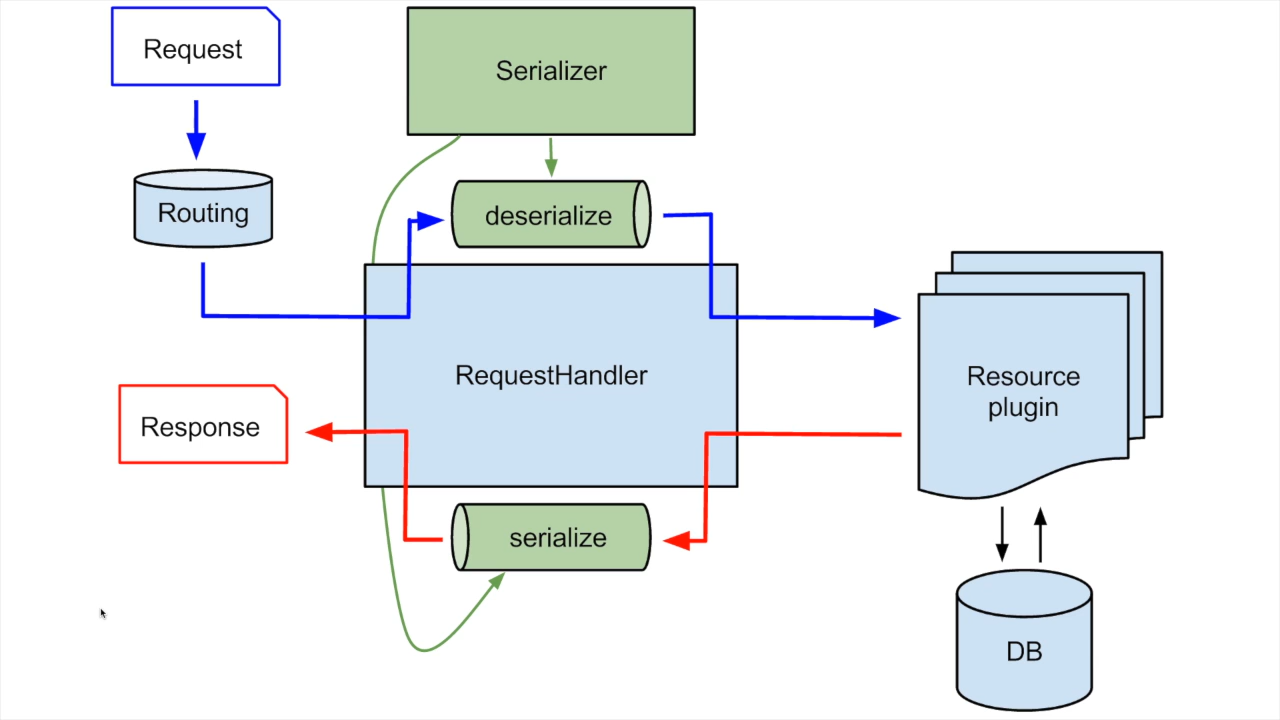 Request
Serializer
Routing
deserialize
RequestHandler
Resource
plugin
Response
serialize
DB